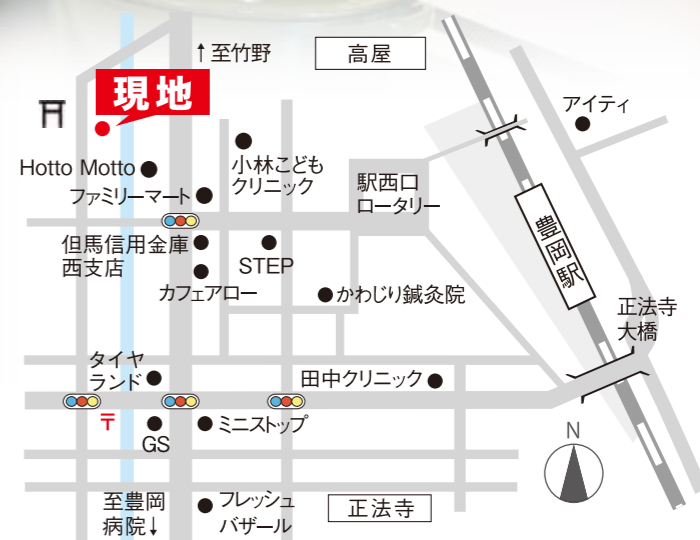 ↑至竹野
高屋
現地
アイティ
Hotto Motto
小林こども
クリニック
ファミリーマート
駅西口
ロータリー
豊岡駅
但馬信用金庫
西支店
STEP
カフェアロー
かわじり鍼灸院
正法寺
大橋
タイヤ
ランド
田中クリニック
〒
GS
ミニストップ
N
至豊岡
病院↓
フレッシュ
バザール
正法寺